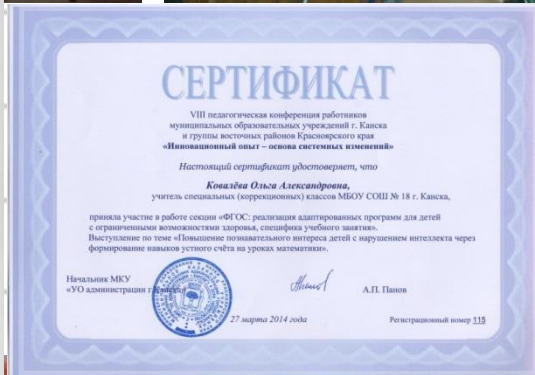 СЕРТИФИКАТ
VIII педагогическая конференция работников
муниципальных образовательных учреждений г. Канска
и группы восточных районов Красноярского края
«Инновационный опыт – основа системных изменений»
Настоящий сертификат удостоверяет, что
Ковалёва Ольга Александровна,
учитель специальных (коррекционных) классов МБОУ СОШ № 18 г. Канска,
приняла участие в работе секции «ФГОС: реализация адаптированных программ для детей
с ограниченными возможностями здоровья, специфика учебного занятия».
Выступление по теме «Повышение познавательного интереса детей с нарушением интеллекта через
формирование навыков устного счёта на уроках математики».
Начальник МКУ
«УО администрации г. Канска»
А.П. Панов
27 марта 2014 года
Регистрационный номер 115